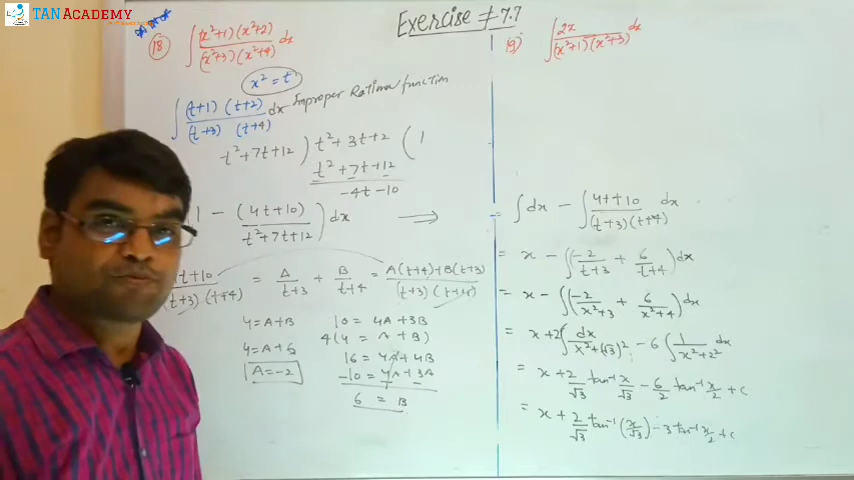 TAN ACADEMY
Exercise ≠ 7.7
18 ∫ (x²+1)(x²+2) / (x²+3)(x²+4) dx
x² = t
∫ (t+1)(t+2) / (t+3)(t+4) dx Improper Rational function
t²+7t+12 ) t²+3t+2 ( 1
t²+7t+12
-4t-10
1 - ( (4t+10) / t²+7t+12 ) dx →
4t+10 / (t+3)(t+4) = A/t+3 + B/t+4 = A(t+4)+B(t+3) / (t+3)(t+4)
4=A+B 10 = 4A+3B
4(4 = A+B)
4=A+6 16 = 4A+4B
A=-2 -10=4A+3A
6 = B
19) ∫ 2x / (x²+1)(x²+3) dx
= ∫dx - ∫ 4t+10 / (t+3)(t+4) dx
= x - ∫( -2/t+3 + 6/t+4 ) dx
= x - ∫( -2/x²+3 + 6/x²+4 ) dx
= x+2∫ dx / x²+(√3)² - 6∫ 1 / x²+2² dx
= x + 2/√3 tan⁻¹ x/√3 - 6/2 tan⁻¹ x/2 + c
= x + 2/√3 tan⁻¹ (x/√3) - 3 tan⁻¹ x/2 + c